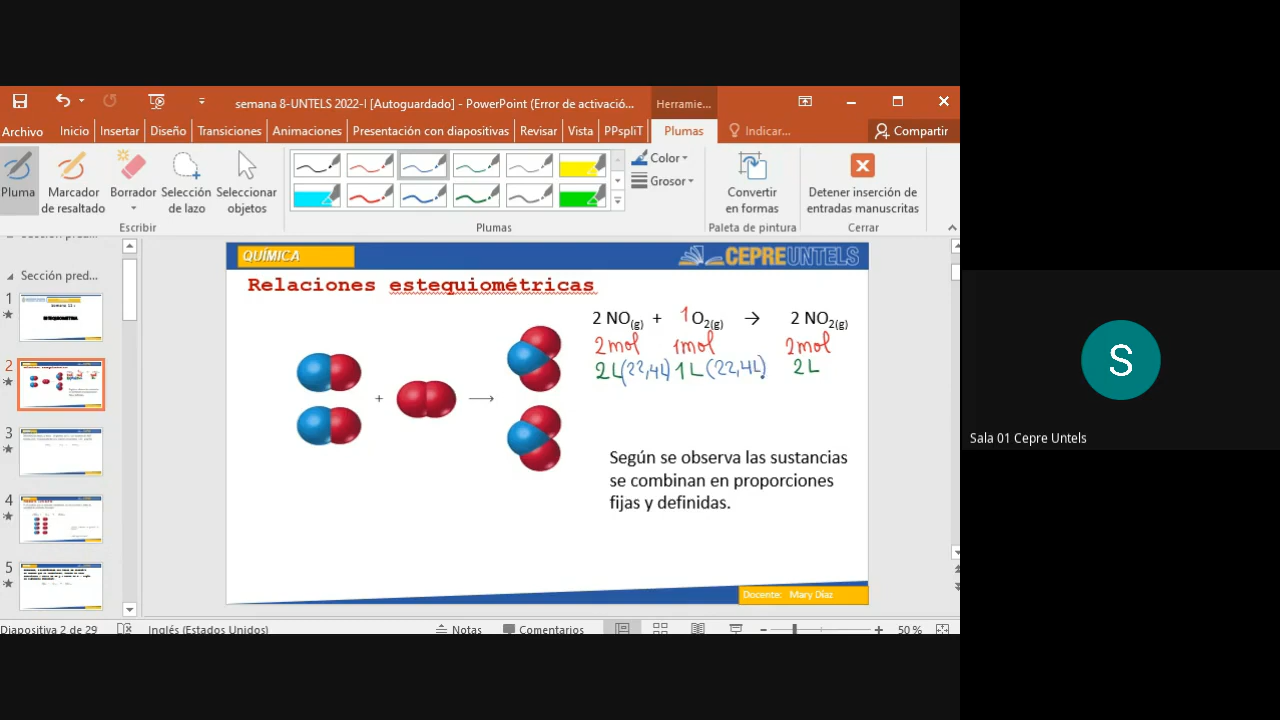 semana 8-UNTELS 2022-I [Autoguardado] - PowerPoint (Error de activació...
Herramie...
Archivo Inicio Insertar Diseño Transiciones Animaciones Presentación con diapositivas Revisar Vista PPspliT Plumas Indicar... Compartir
Pluma
Marcador de resaltado
Borrador
Selección de lazo
Seleccionar objetos
Color
Grosor
Convertir en formas
Detener inserción de entradas manuscritas
Escribir
Plumas
Paleta de pintura
Cerrar
Sección pred...
1
2
3
4
5
QUÍMICA
CEPREUNTELS
Relaciones estequiométricas
2 NO(g) + 1 O2(g) → 2 NO2(g)
2mol 1mol 2mol
2L(22,4L) 1L(22,4L) 2L
+ →
Según se observa las sustancias
se combinan en proporciones
fijas y definidas.
Docente: Mary Díaz
S
Sala 01 Cepre Untels
Diapositiva 2 de 29 Inglés (Estados Unidos) Notas Comentarios 50 %